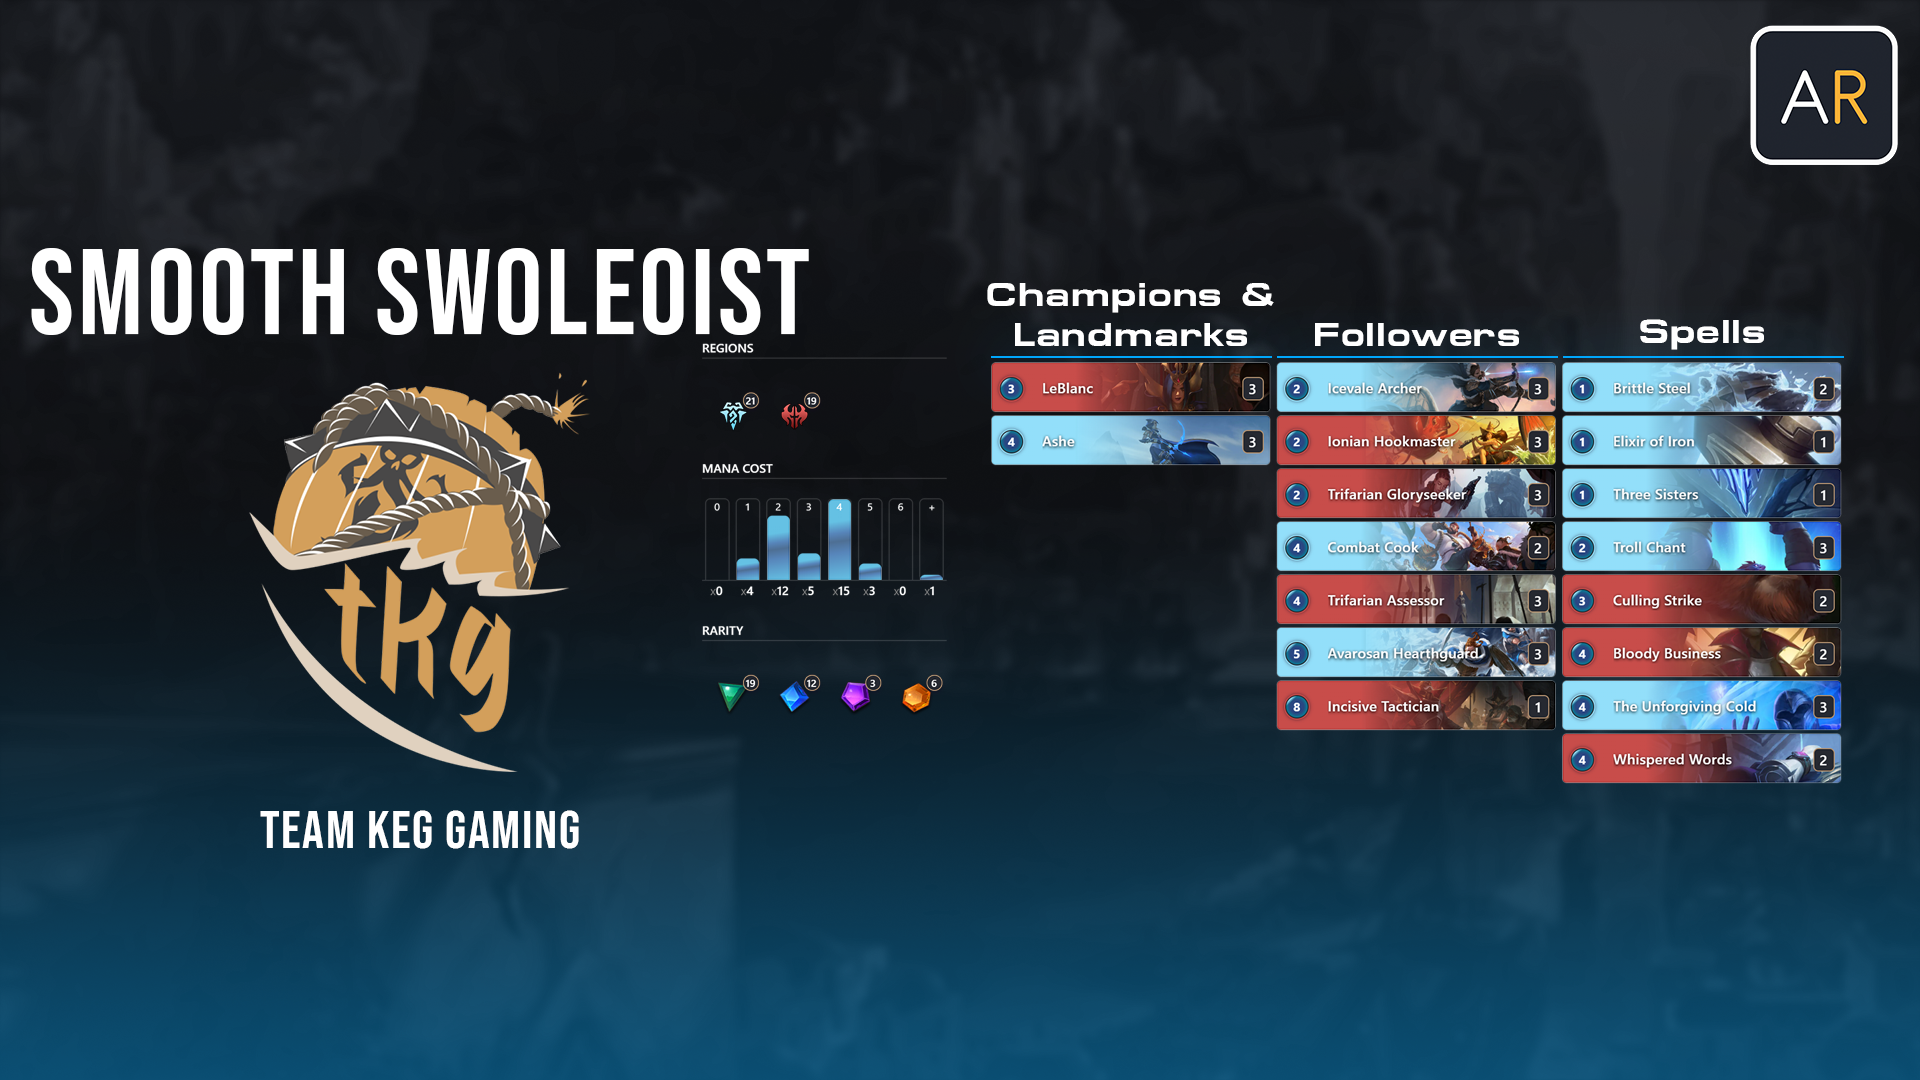 AR
SMOOTH SWOLEOIST
tkg
TEAM KEG GAMING
REGIONS
21 19
MANA COST
0 1 2 3 4 5 6 +
x0 x4 x12 x5 x15 x3 x0 x1
RARITY
19 12 3 6
Champions &
Landmarks
3 LeBlanc 3
4 Ashe 3
Followers
2 Icevale Archer 3
2 Ionian Hookmaster 3
2 Trifarian Gloryseeker 3
4 Combat Cook 2
4 Trifarian Assessor 3
5 Avarosan Hearthguard 3
8 Incisive Tactician 1
Spells
1 Brittle Steel 2
1 Elixir of Iron 1
1 Three Sisters 1
2 Troll Chant 3
3 Culling Strike 2
4 Bloody Business 2
4 The Unforgiving Cold 3
4 Whispered Words 2